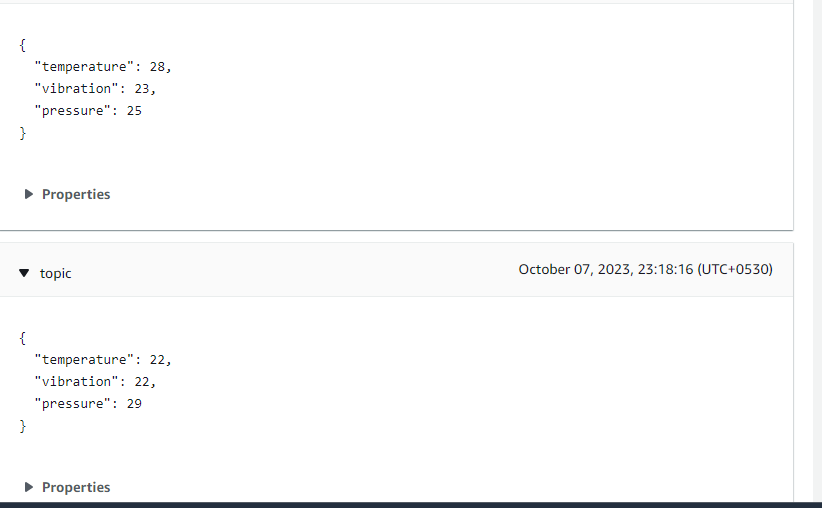 {
  "temperature": 28,
  "vibration": 23,
  "pressure": 25
}
Properties
topic October 07, 2023, 23:18:16 (UTC+0530)
{
  "temperature": 22,
  "vibration": 22,
  "pressure": 29
}
Properties